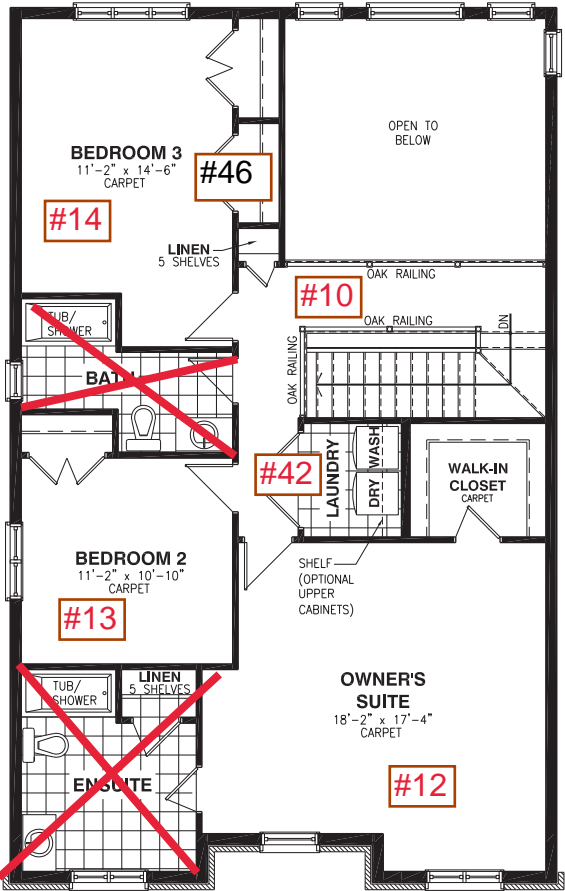 OPEN TO
BELOW
BEDROOM 3
11'-2" x 14'-6"
CARPET
#46
#14
LINEN
5 SHELVES
OAK RAILING
#10
TUB/
SHOWER
OAK RAILING
DN
OAK RAILING
BATH
#42
LAUNDRY
WASH
DRY
WALK-IN
CLOSET
CARPET
BEDROOM 2
11'-2" x 10'-10"
CARPET
SHELF
(OPTIONAL
UPPER
CABINETS)
#13
LINEN
5 SHELVES
TUB/
SHOWER
OWNER'S
SUITE
18'-2" x 17'-4"
CARPET
ENSUITE
#12